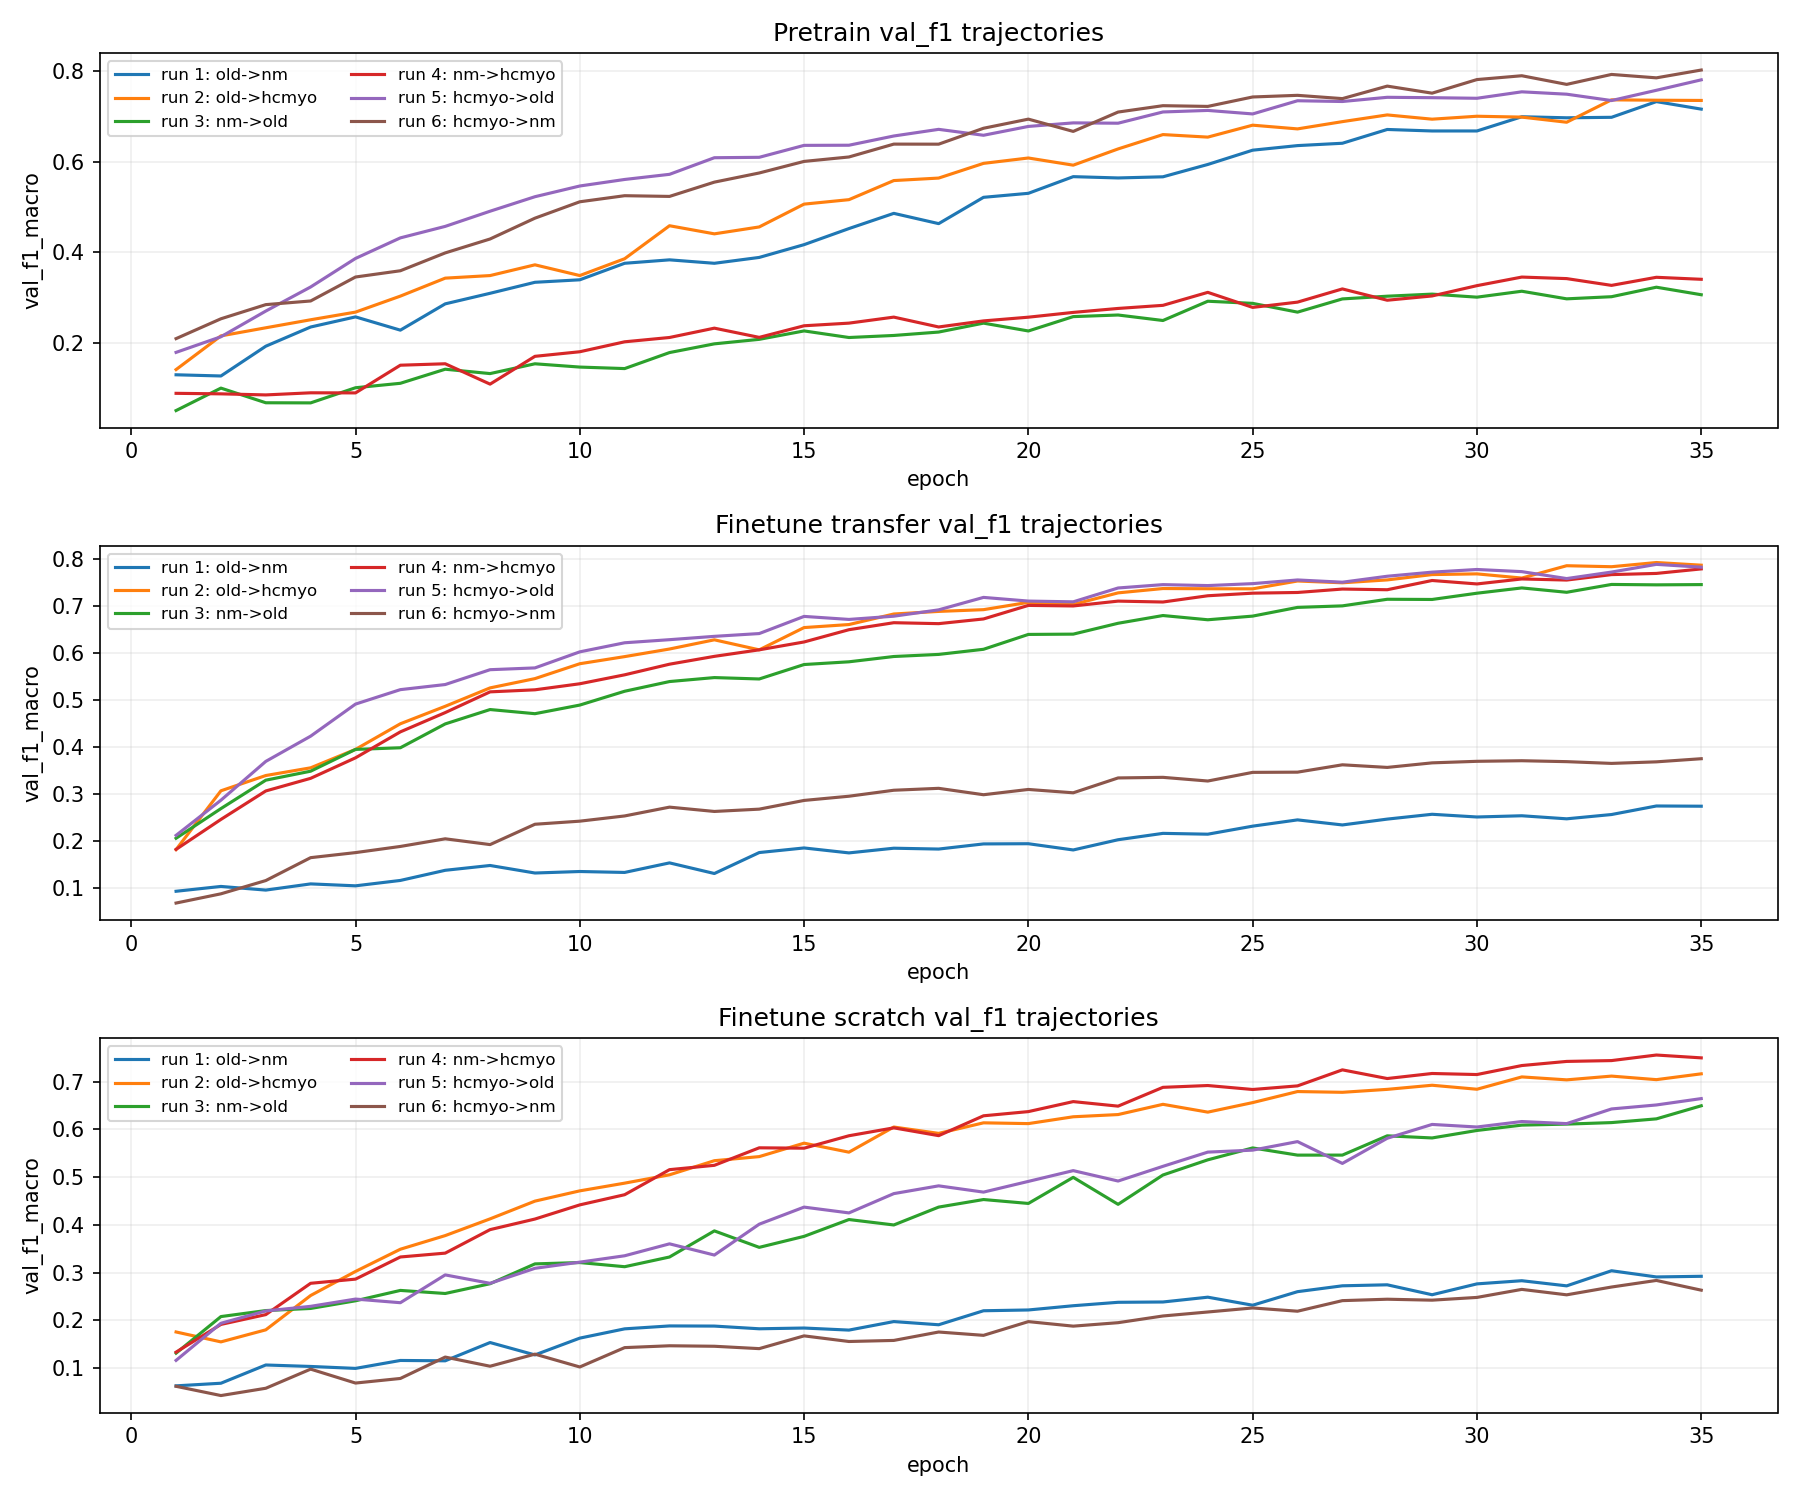 Pretrain val_f1 trajectories
run 1: old->nm
run 2: old->hcmyo
run 3: nm->old
run 4: nm->hcmyo
run 5: hcmyo->old
run 6: hcmyo->nm
val_f1_macro
0.8
0.6
0.4
0.2
0 5 10 15 20 25 30 35
epoch
Finetune transfer val_f1 trajectories
run 1: old->nm
run 2: old->hcmyo
run 3: nm->old
run 4: nm->hcmyo
run 5: hcmyo->old
run 6: hcmyo->nm
val_f1_macro
0.8
0.7
0.6
0.5
0.4
0.3
0.2
0.1
0 5 10 15 20 25 30 35
epoch
Finetune scratch val_f1 trajectories
run 1: old->nm
run 2: old->hcmyo
run 3: nm->old
run 4: nm->hcmyo
run 5: hcmyo->old
run 6: hcmyo->nm
val_f1_macro
0.7
0.6
0.5
0.4
0.3
0.2
0.1
0 5 10 15 20 25 30 35
epoch